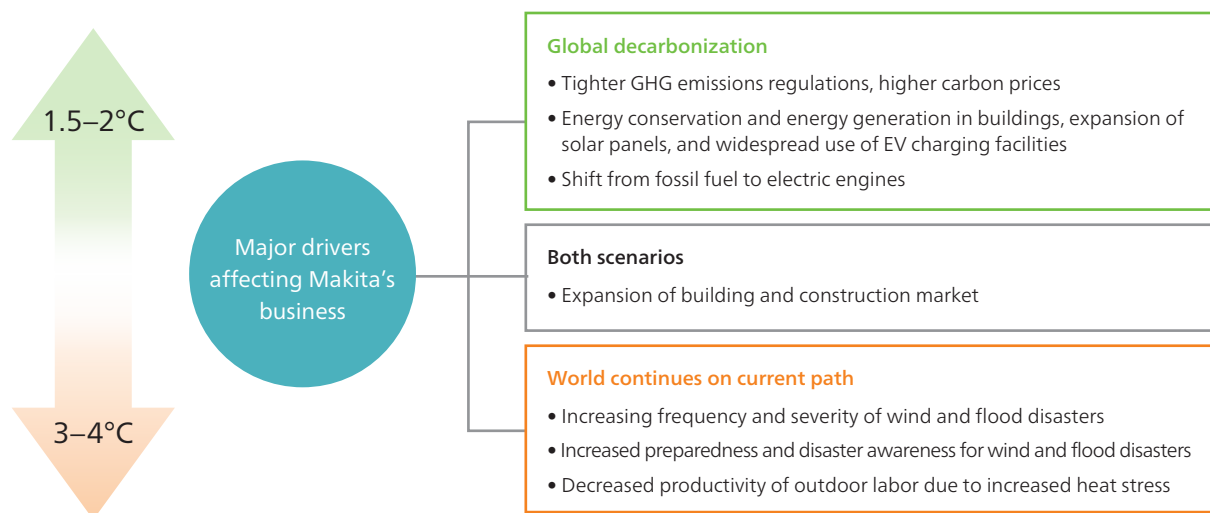 1.5–2°C
3–4°C
Major drivers
affecting Makita’s
business
Global decarbonization
• Tighter GHG emissions regulations, higher carbon prices
• Energy conservation and energy generation in buildings, expansion of
solar panels, and widespread use of EV charging facilities
• Shift from fossil fuel to electric engines
Both scenarios
• Expansion of building and construction market
World continues on current path
• Increasing frequency and severity of wind and flood disasters
• Increased preparedness and disaster awareness for wind and flood disasters
• Decreased productivity of outdoor labor due to increased heat stress